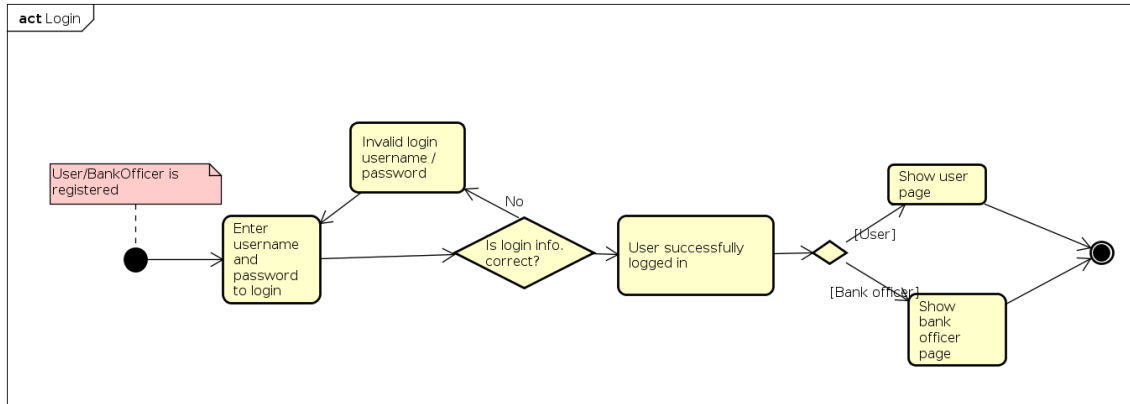 act Login
User/BankOfficer is
registered
Enter
username
and
password
to login
Invalid login
username /
password
No
Is login info.
correct?
User successfully
logged in
[User]
[Bank officer]
Show user
page
Show
bank
officer
page